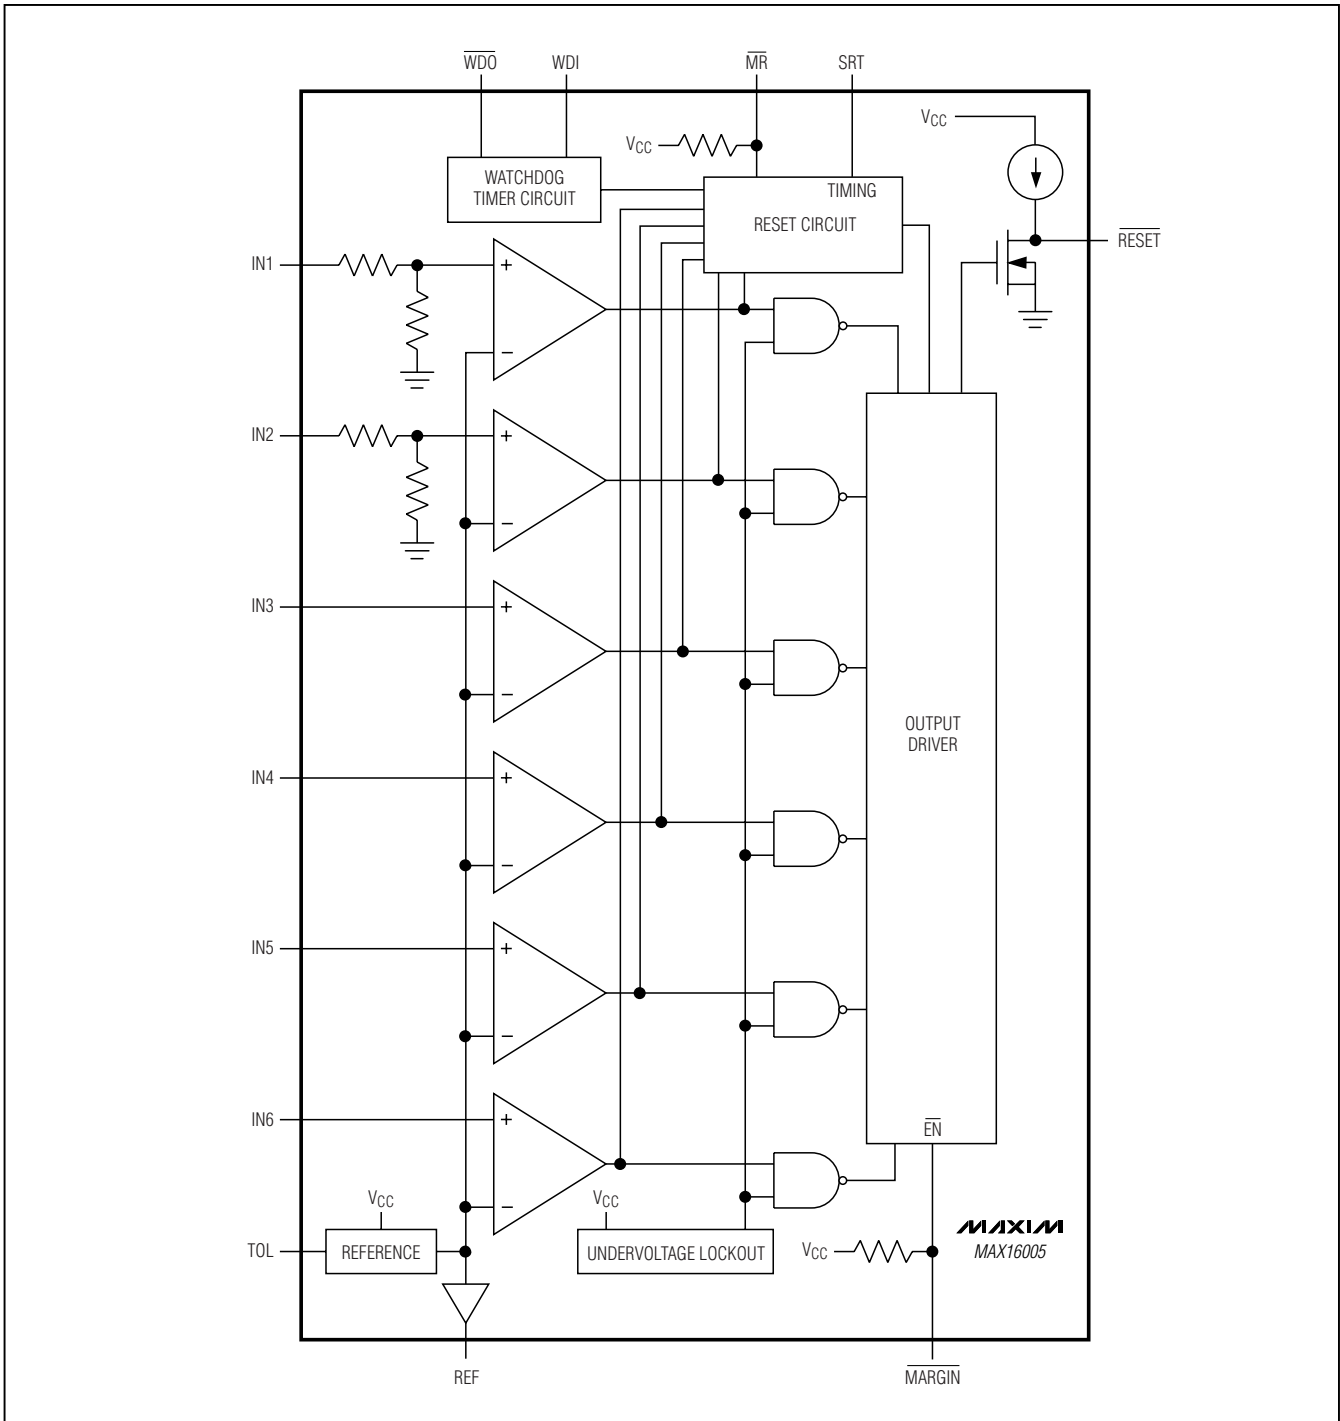 WDO WDI MR SRT
VCC
VCC
WATCHDOG
TIMER CIRCUIT
TIMING
RESET CIRCUIT
RESET
IN1
+
−
IN2
+
−
IN3
+
−
IN4
+
−
OUTPUT
DRIVER
IN5
+
−
IN6
+
−
EN
VCC
VCC
TOL
REFERENCE
UNDERVOLTAGE LOCKOUT
VCC
MAXIM
MAX16005
REF
MARGIN